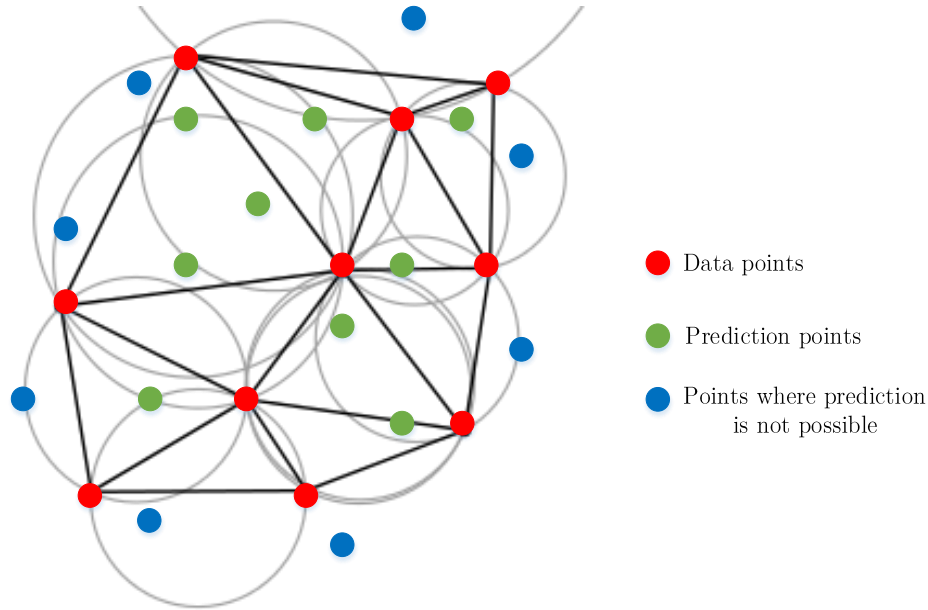 Data points
Prediction points
Points where prediction
is not possible